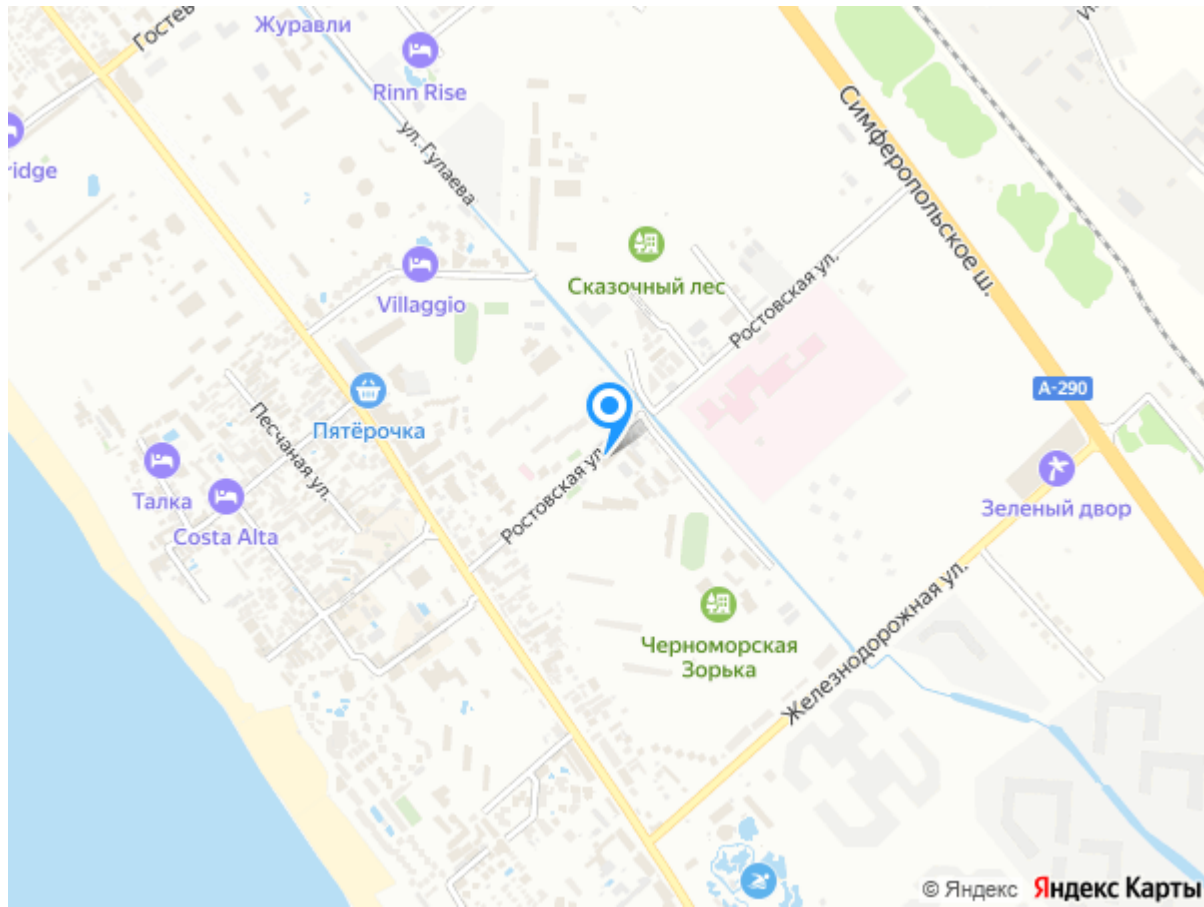 Гостев
Журавли
Rinn Rise
ridge
ул. Гулаева
Симферопольское ш.
Сказочный лес
Ростовская ул.
Villaggio
А-290
Пятёрочка
Песчаная ул.
Талка
Costa Alta
Ростовская ул.
Зеленый двор
Черноморская
Зорька
Железнодорожная ул.
© Яндекс Яндекс Карты